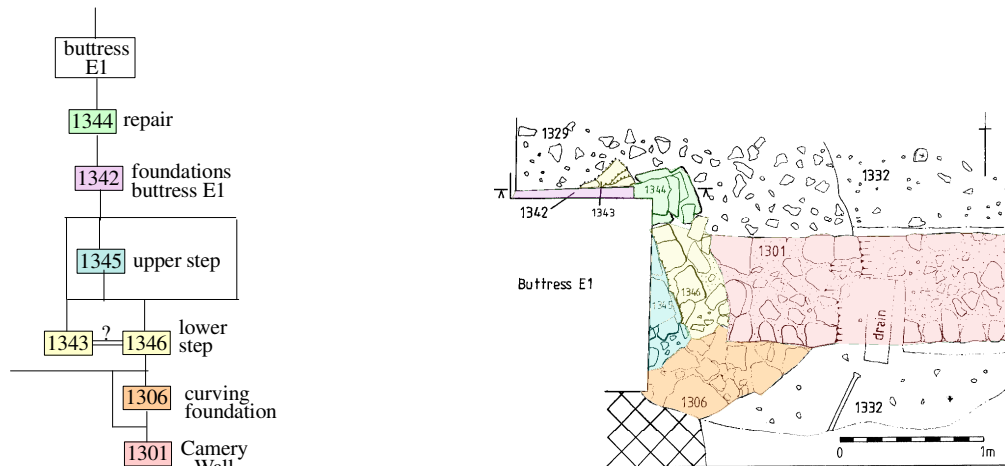 buttress
E1
1344 repair
1342 foundations
buttress E1
1345 upper step
?
1343 1346 lower
step
1306 curving
foundation
1301 Camery
Wall
1329
1332
1344
1342 1343
1301
1346
1345
Buttress E1
drain
1306
1332
0 1m